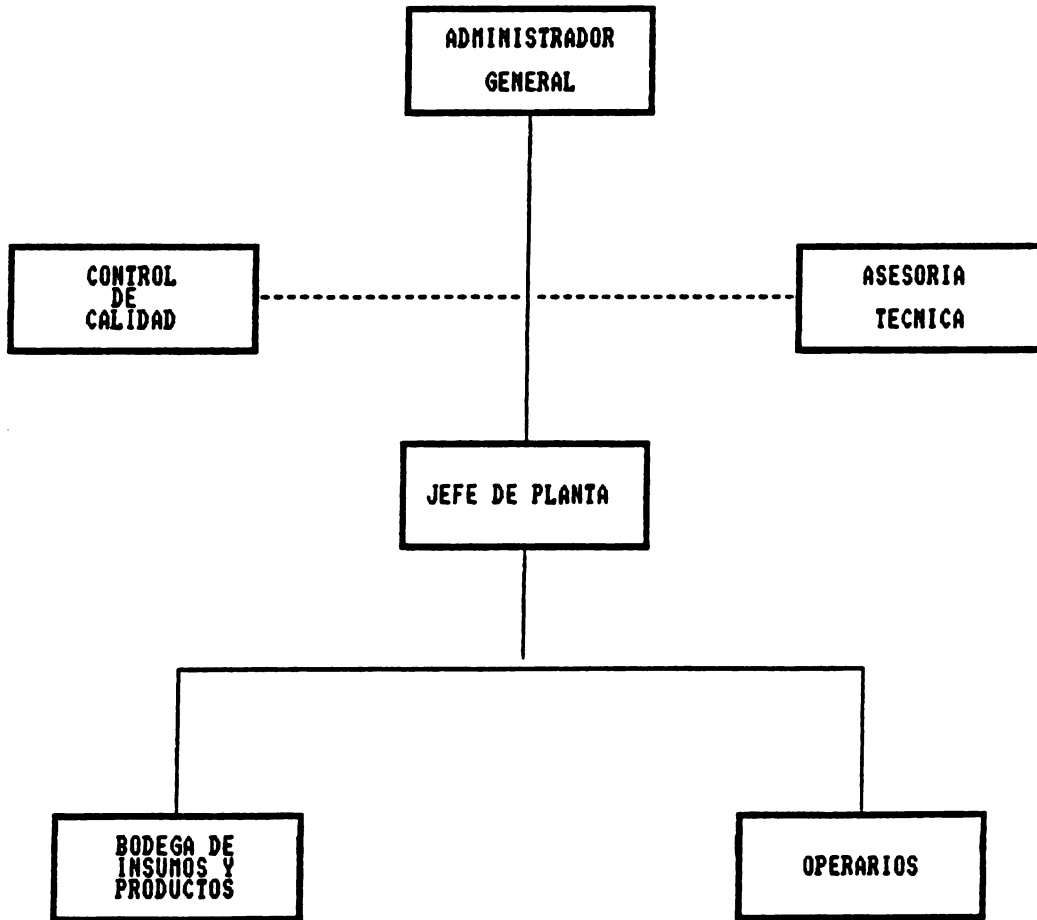 ADMINISTRADOR
GENERAL
CONTROL
DE
CALIDAD
ASESORIA
TECNICA
JEFE DE PLANTA
BODEGA DE
INSUMOS Y
PRODUCTOS
OPERARIOS